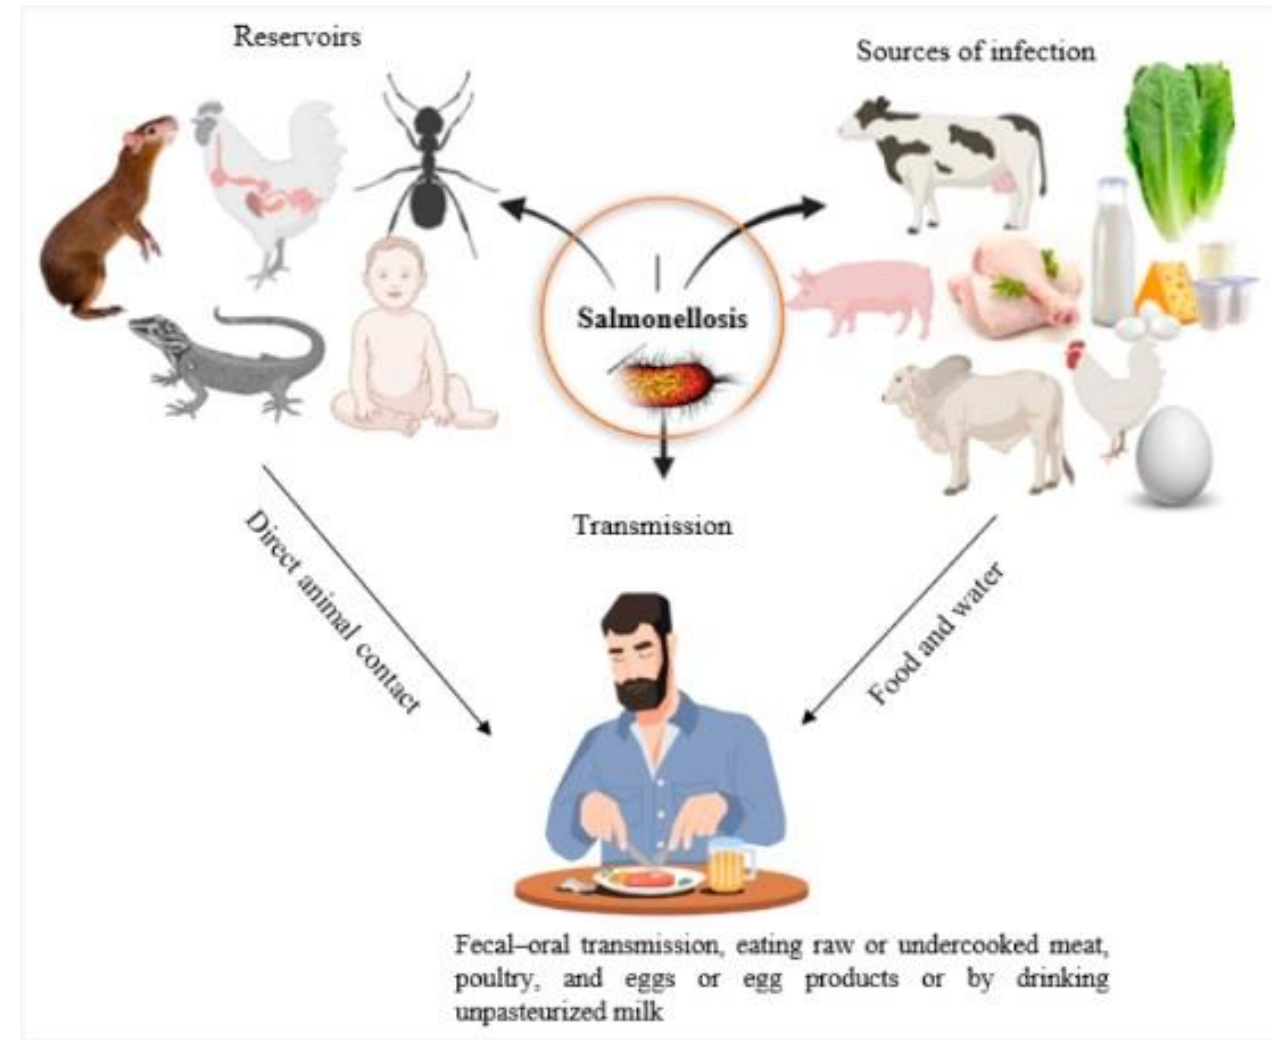 Reservoirs
Sources of infection
Salmonellosis
Transmission
Direct animal contact
Food and water
Fecal–oral transmission, eating raw or undercooked meat,
poultry, and eggs or egg products or by drinking
unpasteurized milk